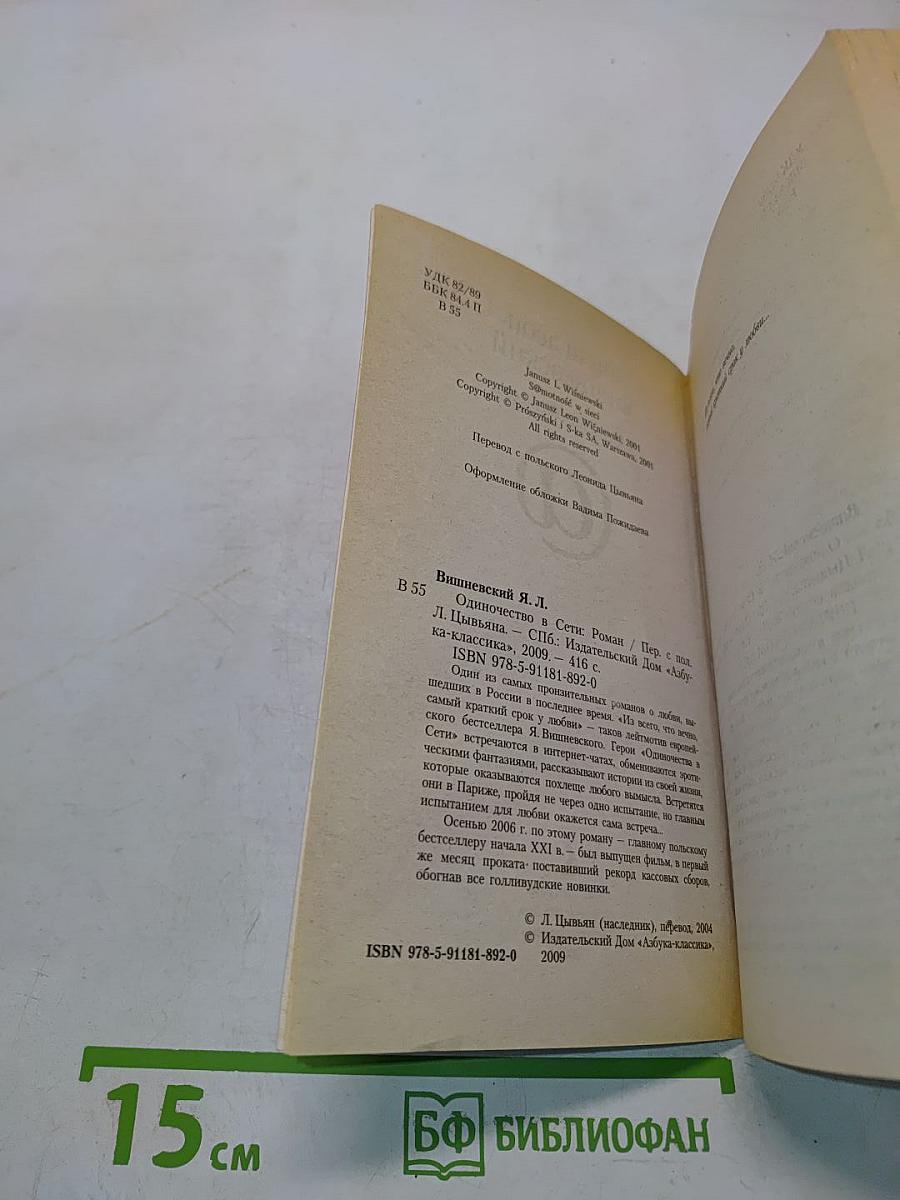 УДК 82/89
ББК 84.4 П
В 55
Janusz L. Wiśniewski
S@motność w sieci
Copyright © Janusz Leon Wiśniewski, 2001
Copyright © Prószyński i S-ka SA, Warszawa, 2001
All rights reserved
Перевод с польского Леонида Цывьяна
Оформление обложки Вадима Пожидаева
Вишневский Я. Л.
В 55 Одиночество в Сети: Роман / Пер. с пол.
Л. Цывьяна. — СПб.: Издательский Дом «Азбу-
ка-классика», 2009. — 416 с.
ISBN 978-5-91181-892-0
Один из самых пронзительных романов о любви, вы-
шедших в России в последнее время. «Из всего, что вечно,
самый краткий срок у любви» — таков лейтмотив европей-
ского бестселлера Я. Вишневского. Герои «Одиночества в
Сети» встречаются в интернет-чатах, обмениваются эроти-
ческими фантазиями, рассказывают истории из своей жизни,
которые оказываются похлеще любого вымысла. Встретятся
они в Париже, пройдя не через одно испытание, но главным
испытанием для любви окажется сама встреча...
Осенью 2006 г. по этому роману — главному польскому
бестселлеру начала XXI в. — был выпущен фильм, в первый
же месяц проката поставивший рекорд кассовых сборов,
обогнав все голливудские новинки.
© Л. Цывьян (наследник), перевод, 2004
© Издательский Дом «Азбука-классика»,
ISBN 978-5-91181-892-0 2009
что вечно,
краткий срок у любви...
15 см
БФ БИБЛИОФАН